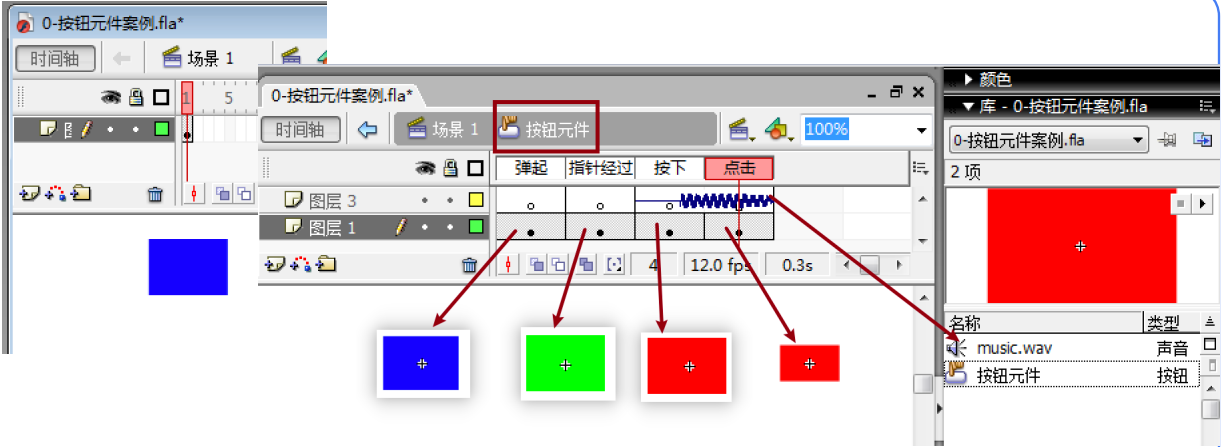 0-按钮元件案例.fla*
时间轴
场景 1
1
5
0-按钮元件案例.fla*
时间轴
场景 1
按钮元件
100%
弹起
指针经过
按下
点击
图层 3
图层 1
4
12.0 fps
0.3s
颜色
库 - 0-按钮元件案例.fla
0-按钮元件案例.fla
2 项
名称
类型
music.wav
声音
按钮元件
按钮